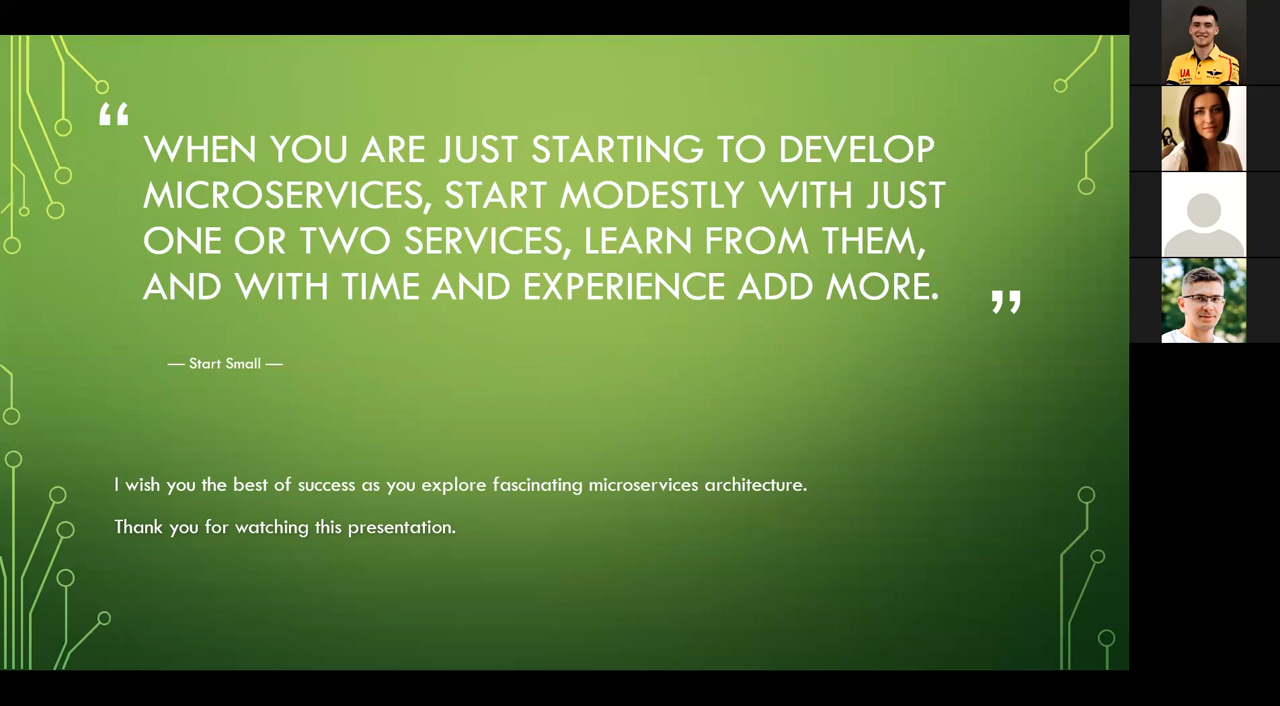 “
WHEN YOU ARE JUST STARTING TO DEVELOP
MICROSERVICES, START MODESTLY WITH JUST
ONE OR TWO SERVICES, LEARN FROM THEM,
AND WITH TIME AND EXPERIENCE ADD MORE.
”
— Start Small —
I wish you the best of success as you explore fascinating microservices architecture.
Thank you for watching this presentation.
UA